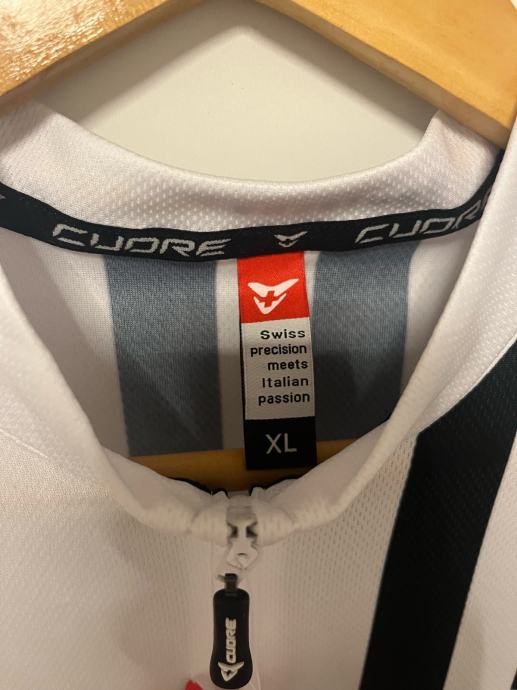 CUORE CUORE
Swiss
precision
meets
Italian
passion
XL
CUORE